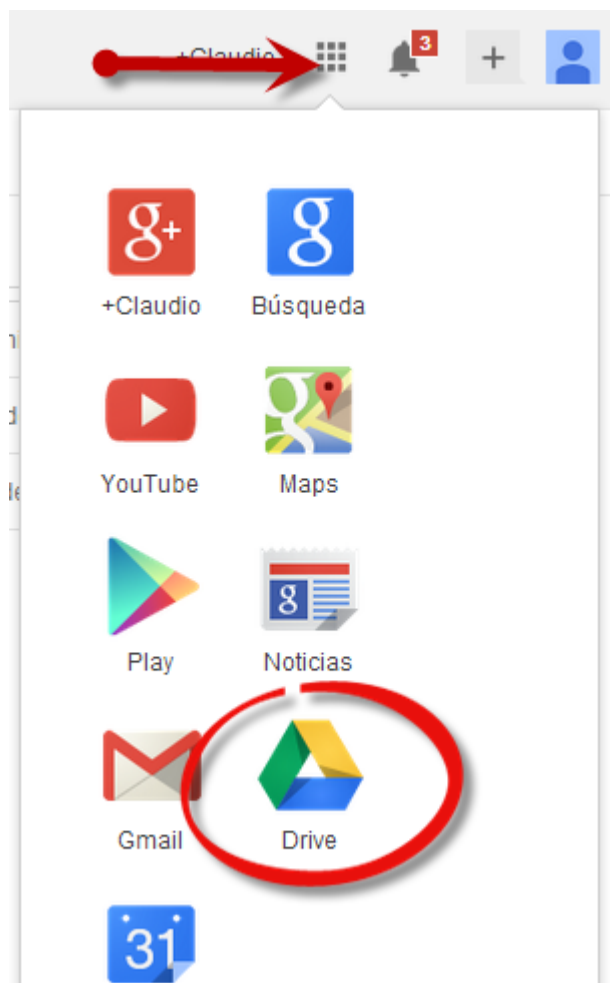 +Claudio
3
+
g+
g
+Claudio
Búsqueda
g
YouTube
Maps
g
Play
Noticias
Gmail
Drive
31